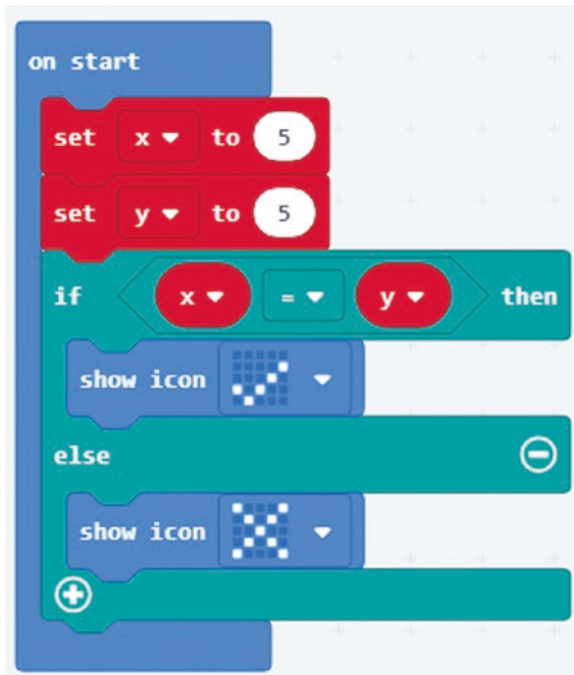 on start
set x to 5
set y to 5
if x = y then
show icon
else
show icon